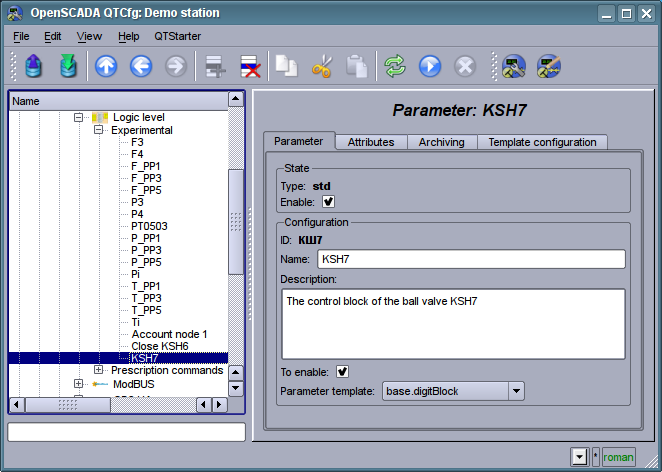 OpenSCADA QTCfg: Demo station
File Edit View Help QTStarter
Name
Logic level
Experimental
F3
F4
F_PP1
F_PP3
F_PP5
P3
P4
PT0503
P_PP1
P_PP3
P_PP5
Pi
T_PP1
T_PP3
T_PP5
Ti
Account node 1
Close KSH6
KSH7
Prescription commands
ModBUS
Parameter: KSH7
Parameter Attributes Archiving Template configuration
State
Type: std
Enable:
Configuration
ID: КШ7
Name: KSH7
Description:
The control block of the ball valve KSH7
To enable:
Parameter template: base.digitBlock
* roman